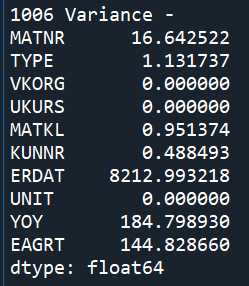 1006 Variance -
MATNR 16.642522
TYPE 1.131737
VKORG 0.000000
UKURS 0.000000
MATKL 0.951374
KUNNR 0.488493
ERDAT 8212.993218
UNIT 0.000000
YOY 184.798930
EAGRT 144.828660
dtype: float64